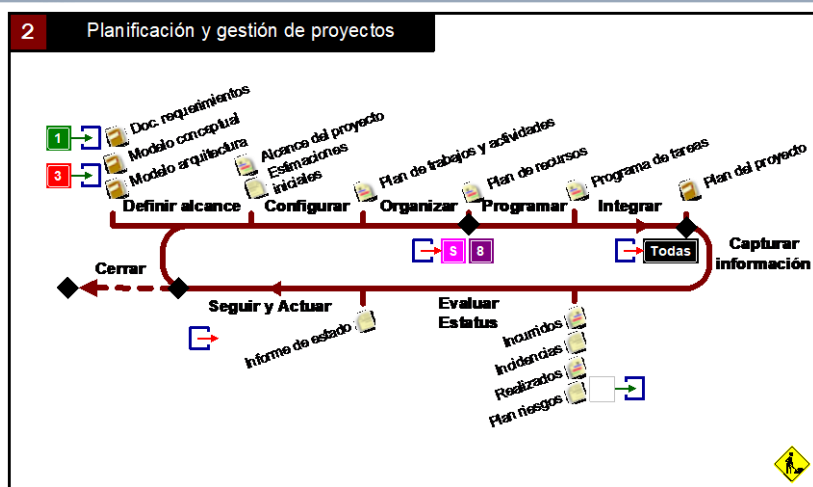 2
Planificación y gestión de proyectos
1
Doc. requerimientos
Modelo conceptual
3
Modelo arquitectura
Alcance del proyecto
Estimaciones
iniciales
Plan de trabajos y actividades
Plan de recursos
Programa de tareas
Plan del proyecto
Definir alcance
Configurar
Organizar
Programar
Integrar
S
8
Todas
Capturar
información
Cerrar
Seguir y Actuar
Evaluar
Estatus
Informe de estado
Incurridos
Incidencias
Realizados
Plan riesgos